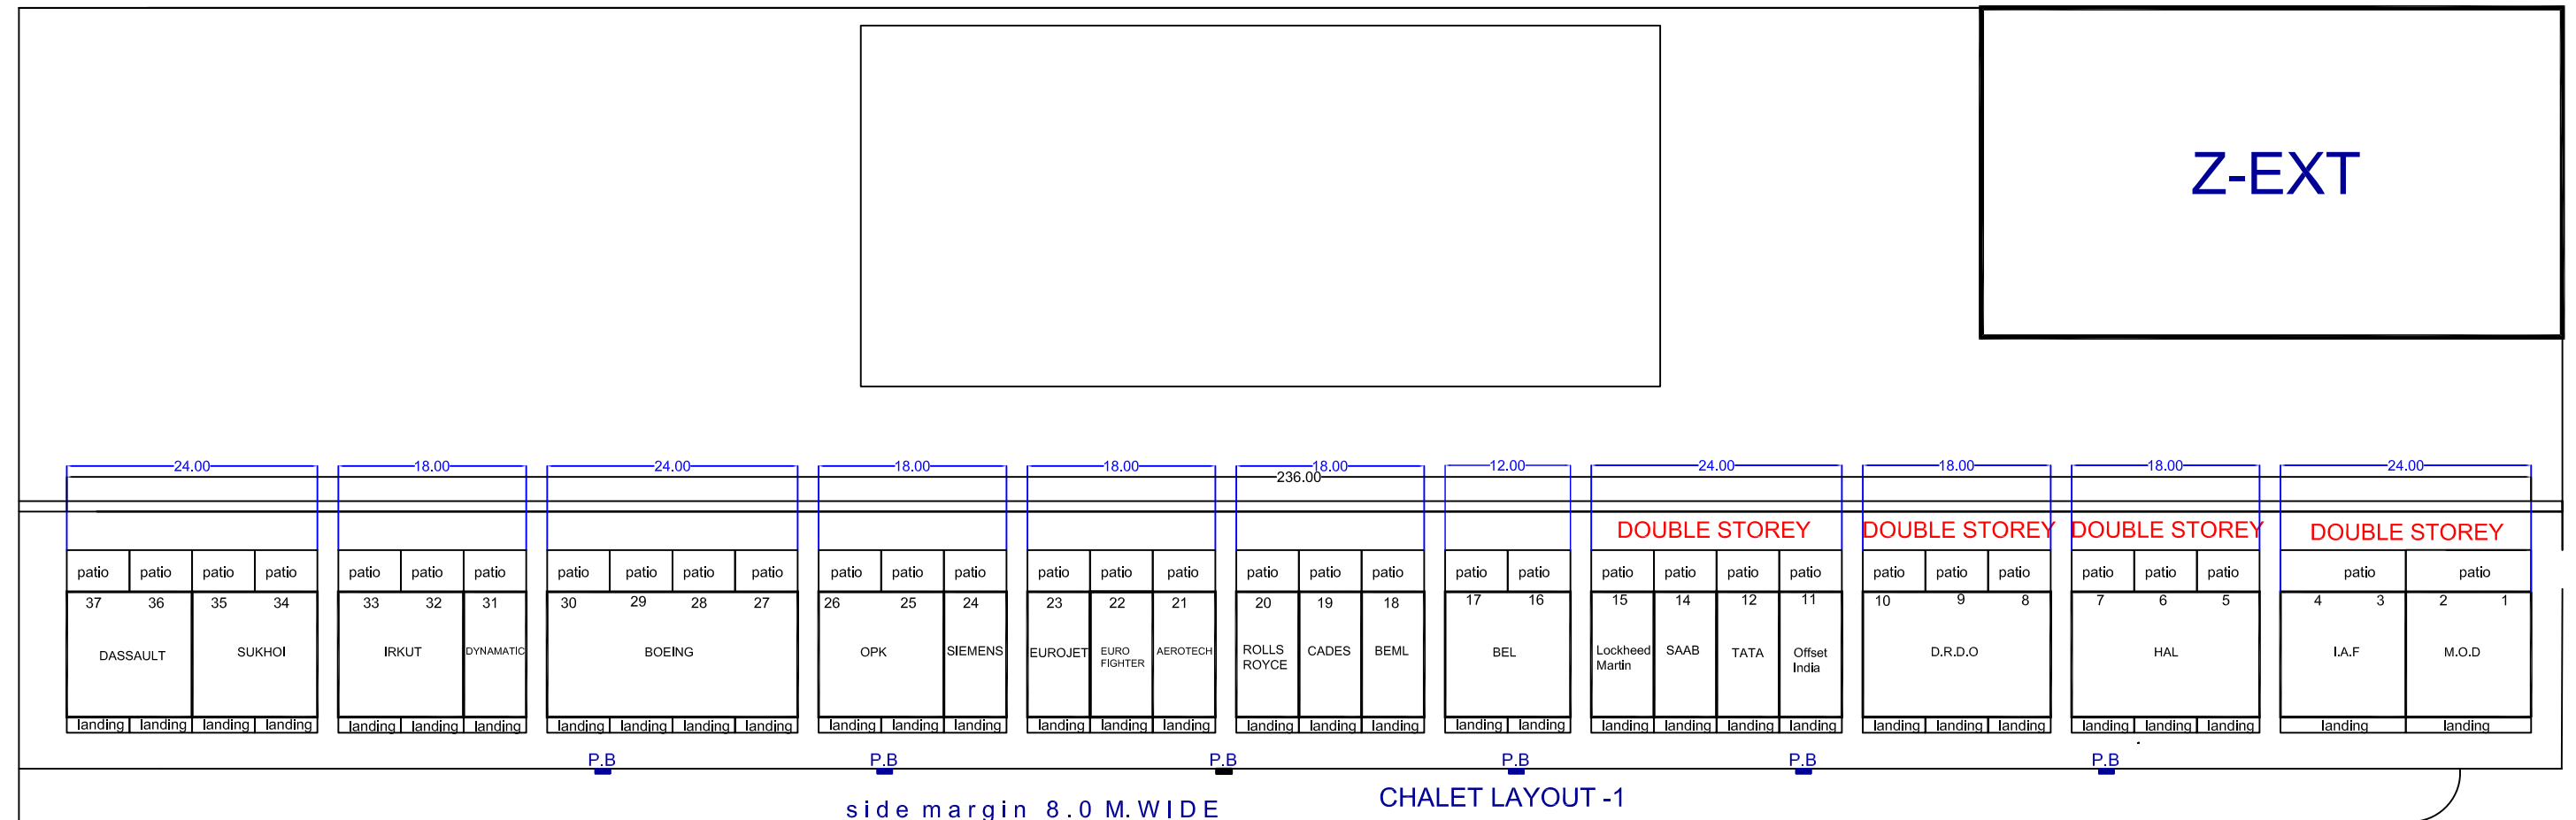 Z-EXT
24.00 18.00 24.00 18.00 18.00 18.00 12.00 24.00 18.00 18.00 24.00
236.00
DOUBLE STOREY DOUBLE STOREY DOUBLE STOREY DOUBLE STOREY
patio patio patio patio patio patio patio patio patio patio patio patio patio patio patio patio patio patio patio patio patio patio patio patio patio patio patio patio patio patio patio patio patio patio
37 36 35 34 33 32 31 30 29 28 27 26 25 24 23 22 21 20 19 18 17 16 15 14 12 11 10 9 8 7 6 5 4 3 2 1
DASSAULT SUKHOI IRKUT DYNAMATIC BOEING OPK SIEMENS EUROJET EURO AEROTECH ROLLS CADES BEML BEL Lockheed SAAB TATA Offset D.R.D.O HAL I.A.F M.O.D
FIGHTER ROYCE Martin India
landing landing landing landing landing landing landing landing landing landing landing landing landing landing landing landing landing landing landing landing landing landing landing landing landing landing landing landing landing landing landing landing landing landing
P.B P.B P.B P.B P.B P.B
side margin 8.0 M.WIDE CHALET LAYOUT -1